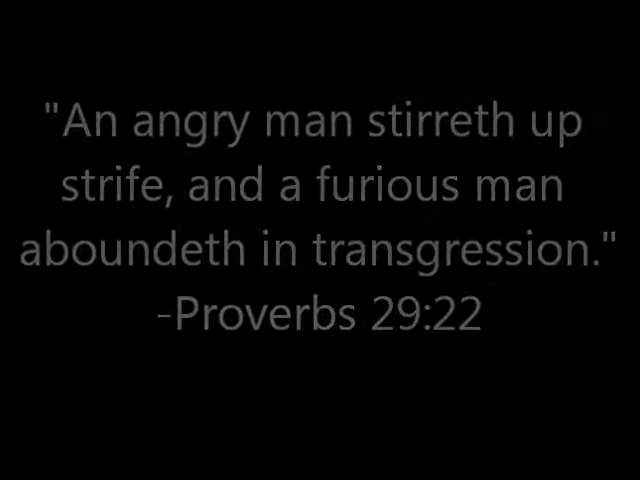 "An angry man stirreth up
strife, and a furious man
aboundeth in transgression."
-Proverbs 29:22